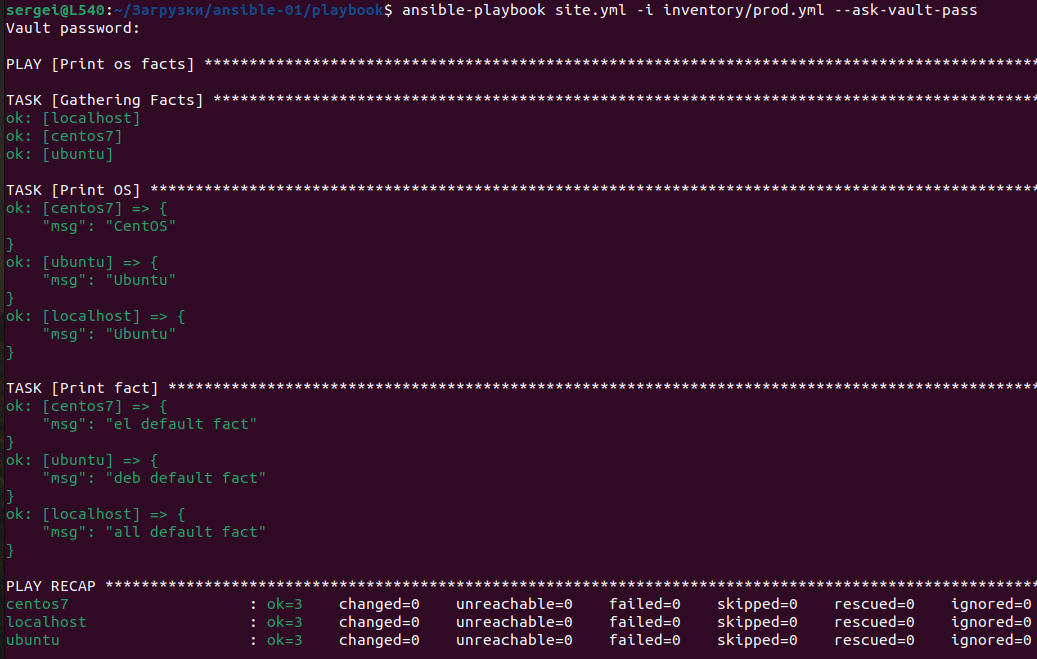 sergei@L540:~/Загрузки/ansible-01/playbook$ ansible-playbook site.yml -i inventory/prod.yml --ask-vault-pass
Vault password:
PLAY [Print os facts] *********************************************************************************************
TASK [Gathering Facts] ********************************************************************************************
ok: [localhost]
ok: [centos7]
ok: [ubuntu]
TASK [Print OS] ***************************************************************************************************
ok: [centos7] => {
    "msg": "CentOS"
}
ok: [ubuntu] => {
    "msg": "Ubuntu"
}
ok: [localhost] => {
    "msg": "Ubuntu"
}
TASK [Print fact] *************************************************************************************************
ok: [centos7] => {
    "msg": "el default fact"
}
ok: [ubuntu] => {
    "msg": "deb default fact"
}
ok: [localhost] => {
    "msg": "all default fact"
}
PLAY RECAP ********************************************************************************************************
centos7                    : ok=3    changed=0    unreachable=0    failed=0    skipped=0    rescued=0    ignored=0
localhost                  : ok=3    changed=0    unreachable=0    failed=0    skipped=0    rescued=0    ignored=0
ubuntu                     : ok=3    changed=0    unreachable=0    failed=0    skipped=0    rescued=0    ignored=0